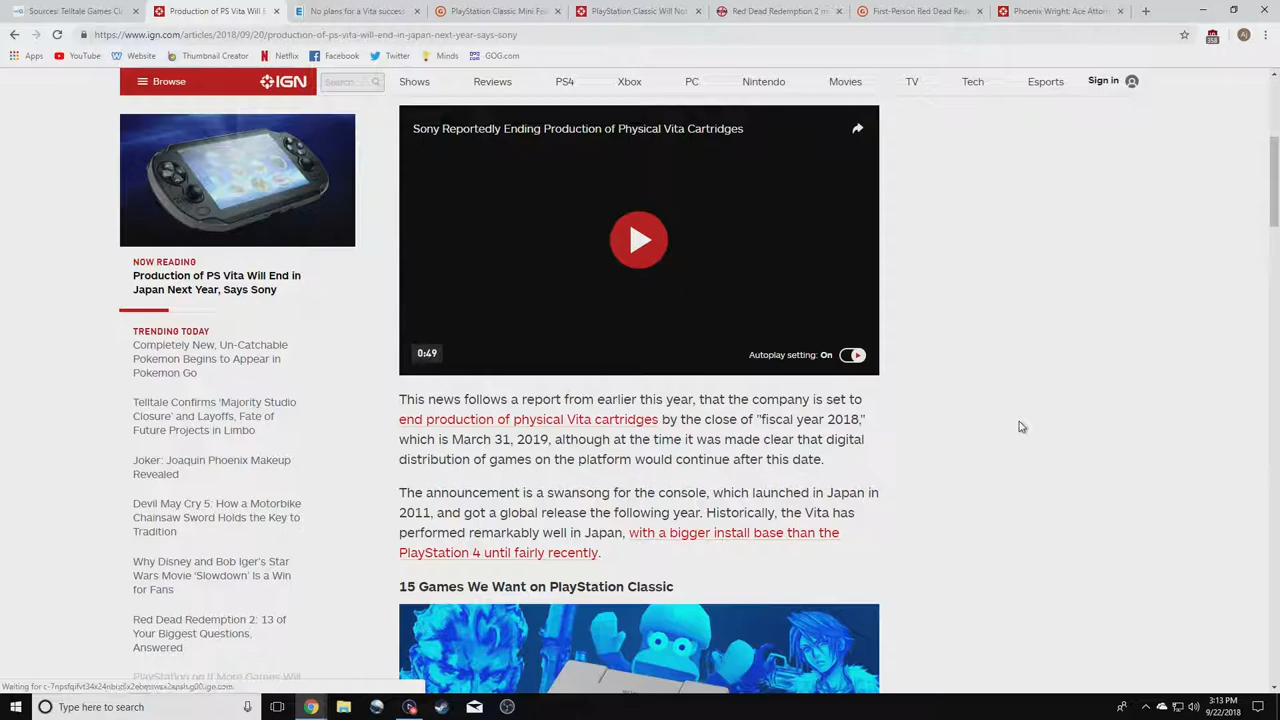 Sources: Telltale Games Cl
Production of PS Vita Will E
No plans for a Vita success
PlayStation Classic Mini Fe
PlayStation Classic Will Not
Red Dead Redemption 2 m
First-Person Red Dead Re
Phoenix Wright: Ace Attorn
https://www.ign.com/articles/2018/09/20/production-of-ps-vita-will-end-in-japan-next-year-says-sony
358
AJ
Apps
YouTube
Website
Thumbnail Creator
Netflix
Facebook
Twitter
Minds
GOG.com
Browse
IGN
Search
Shows
Reviews
PS4
Xbox
PC
Nintendo
Movies
TV
Tech
Esports
Sign in
NOW READING
Production of PS Vita Will End in
Japan Next Year, Says Sony
TRENDING TODAY
Completely New, Un-Catchable
Pokemon Begins to Appear in
Pokemon Go
Telltale Confirms ‘Majority Studio
Closure’ and Layoffs, Fate of
Future Projects in Limbo
Joker: Joaquin Phoenix Makeup
Revealed
Devil May Cry 5: How a Motorbike
Chainsaw Sword Holds the Key to
Tradition
Why Disney and Bob Iger's Star
Wars Movie ‘Slowdown’ Is a Win
for Fans
Red Dead Redemption 2: 13 of
Your Biggest Questions,
Answered
PlayStation on If More Games Will
Sony Reportedly Ending Production of Physical Vita Cartridges
0:49
Autoplay setting: On
This news follows a report from earlier this year, that the company is set to
end production of physical Vita cartridges by the close of "fiscal year 2018,"
which is March 31, 2019, although at the time it was made clear that digital
distribution of games on the platform would continue after this date.
The announcement is a swansong for the console, which launched in Japan in
2011, and got a global release the following year. Historically, the Vita has
performed remarkably well in Japan, with a bigger install base than the
PlayStation 4 until fairly recently.
15 Games We Want on PlayStation Classic
Waiting for
Type here to search
3:13 PM
9/22/2018